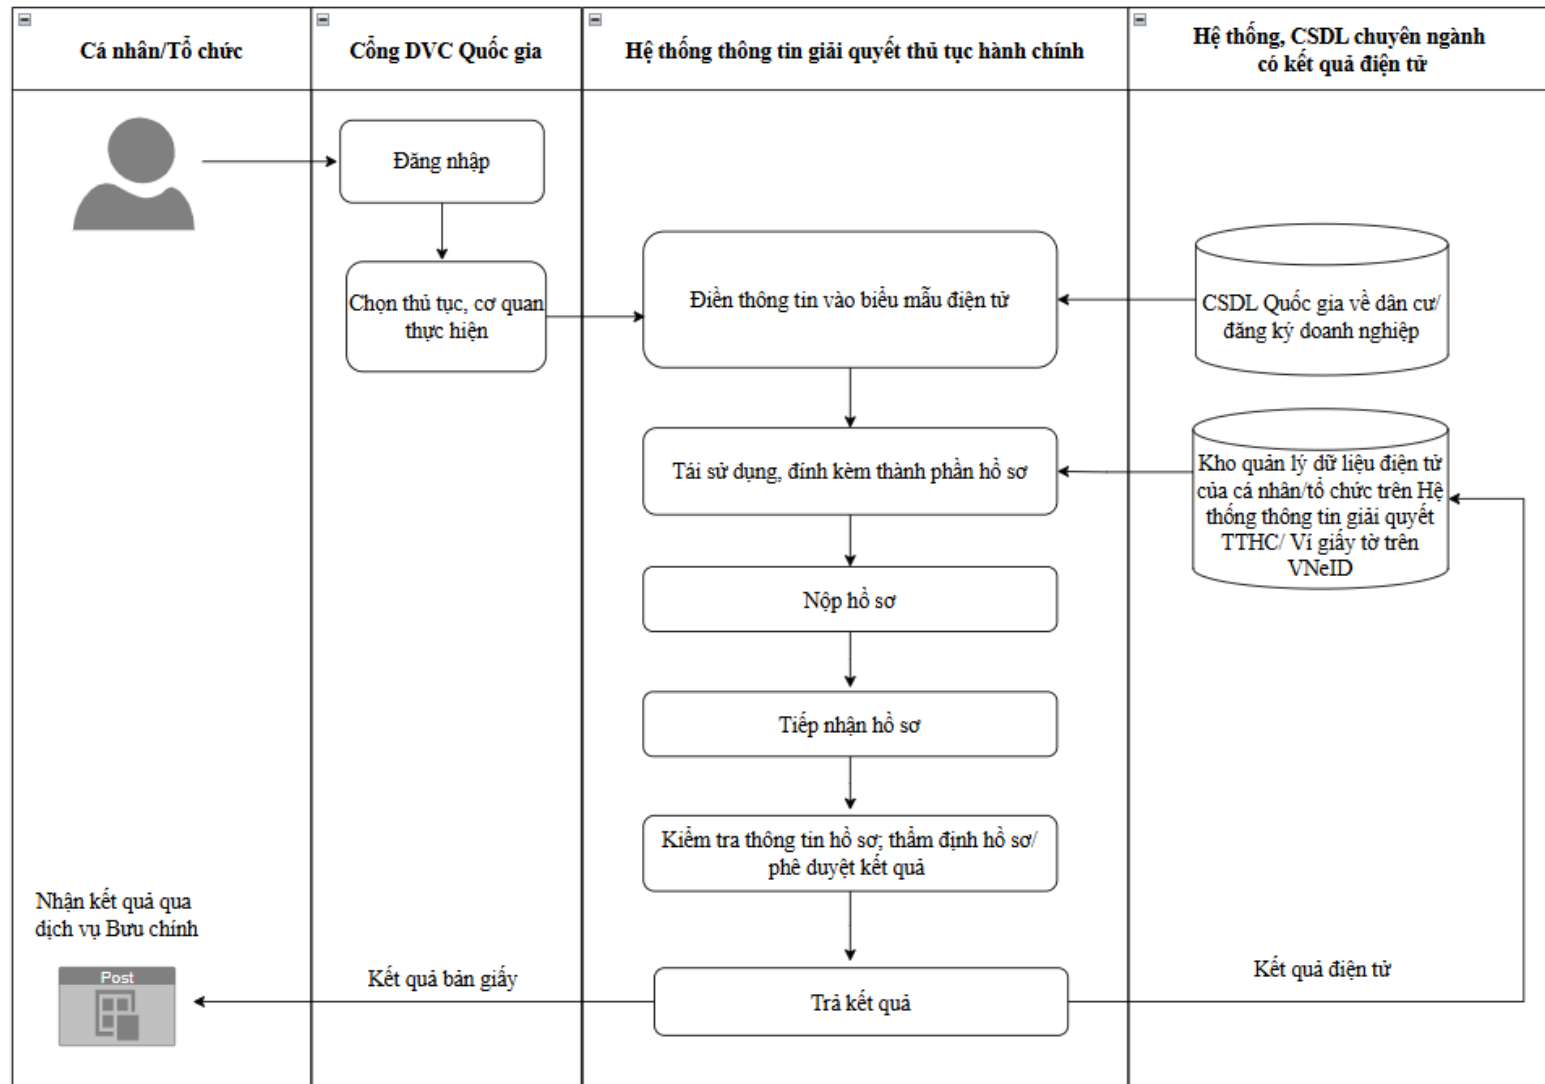 Cá nhân/Tổ chức
Cổng DVC Quốc gia
Hệ thống thông tin giải quyết thủ tục hành chính
Hệ thống, CSDL chuyên ngành
có kết quả điện tử
Đăng nhập
Chọn thủ tục, cơ quan
thực hiện
Điền thông tin vào biểu mẫu điện tử
CSDL Quốc gia về dân cư/
đăng ký doanh nghiệp
Tái sử dụng, đính kèm thành phần hồ sơ
Kho quản lý dữ liệu điện tử
của cá nhân/tổ chức trên Hệ
thống thông tin giải quyết
TTHC/ Ví giấy tờ trên
VNeID
Nộp hồ sơ
Tiếp nhận hồ sơ
Kiểm tra thông tin hồ sơ; thẩm định hồ sơ/
phê duyệt kết quả
Nhận kết quả qua
dịch vụ Bưu chính
Post
Kết quả bản giấy
Trả kết quả
Kết quả điện tử